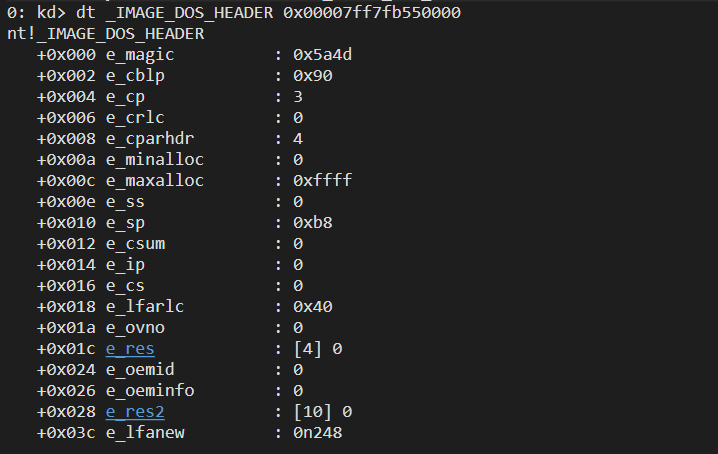 0: kd> dt _IMAGE_DOS_HEADER 0x00007ff7fb550000
nt!_IMAGE_DOS_HEADER
   +0x000 e_magic          : 0x5a4d
   +0x002 e_cblp           : 0x90
   +0x004 e_cp             : 3
   +0x006 e_crlc           : 0
   +0x008 e_cparhdr        : 4
   +0x00a e_minalloc       : 0
   +0x00c e_maxalloc       : 0xffff
   +0x00e e_ss             : 0
   +0x010 e_sp             : 0xb8
   +0x012 e_csum           : 0
   +0x014 e_ip             : 0
   +0x016 e_cs             : 0
   +0x018 e_lfarlc         : 0x40
   +0x01a e_ovno           : 0
   +0x01c e_res            : [4] 0
   +0x024 e_oemid          : 0
   +0x026 e_oeminfo        : 0
   +0x028 e_res2           : [10] 0
   +0x03c e_lfanew         : 0n248